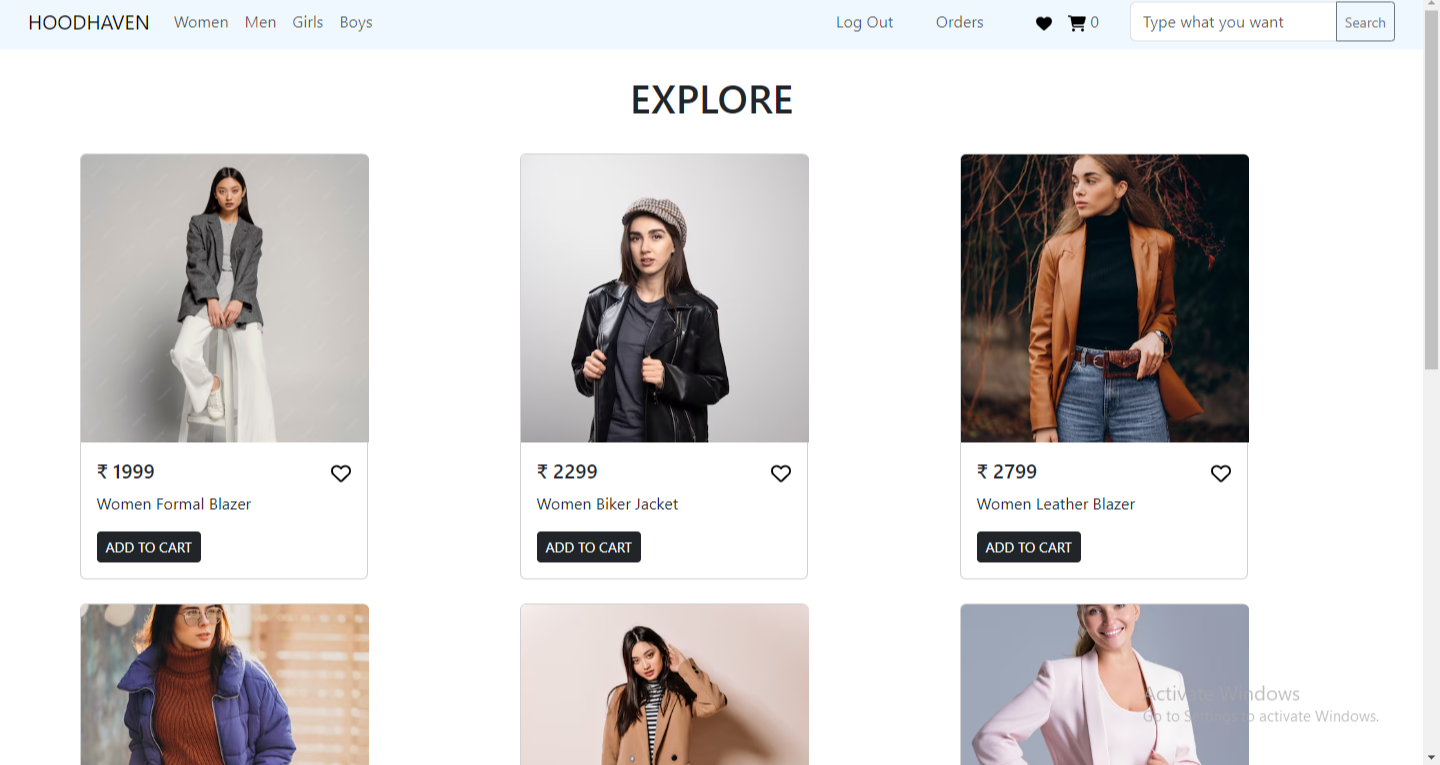 HOODHAVEN Women Men Girls Boys Log Out Orders 0 Type what you want Search
EXPLORE
₹ 1999
Women Formal Blazer
ADD TO CART
₹ 2299
Women Biker Jacket
ADD TO CART
₹ 2799
Women Leather Blazer
ADD TO CART
Activate Windows
Go to Settings to activate Windows.